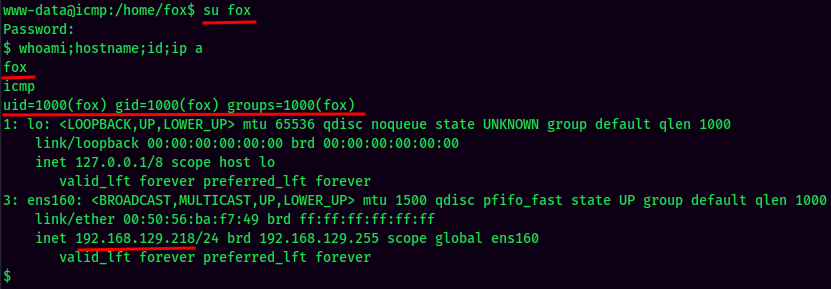 www-data@icmp:/home/fox$ su fox
Password:
$ whoami;hostname;id;ip a
fox
icmp
uid=1000(fox) gid=1000(fox) groups=1000(fox)
1: lo: <LOOPBACK,UP,LOWER_UP> mtu 65536 qdisc noqueue state UNKNOWN group default qlen 1000
    link/loopback 00:00:00:00:00:00 brd 00:00:00:00:00:00
    inet 127.0.0.1/8 scope host lo
       valid_lft forever preferred_lft forever
3: ens160: <BROADCAST,MULTICAST,UP,LOWER_UP> mtu 1500 qdisc pfifo_fast state UP group default qlen 1000
    link/ether 00:50:56:ba:f7:49 brd ff:ff:ff:ff:ff:ff
    inet 192.168.129.218/24 brd 192.168.129.255 scope global ens160
       valid_lft forever preferred_lft forever
$